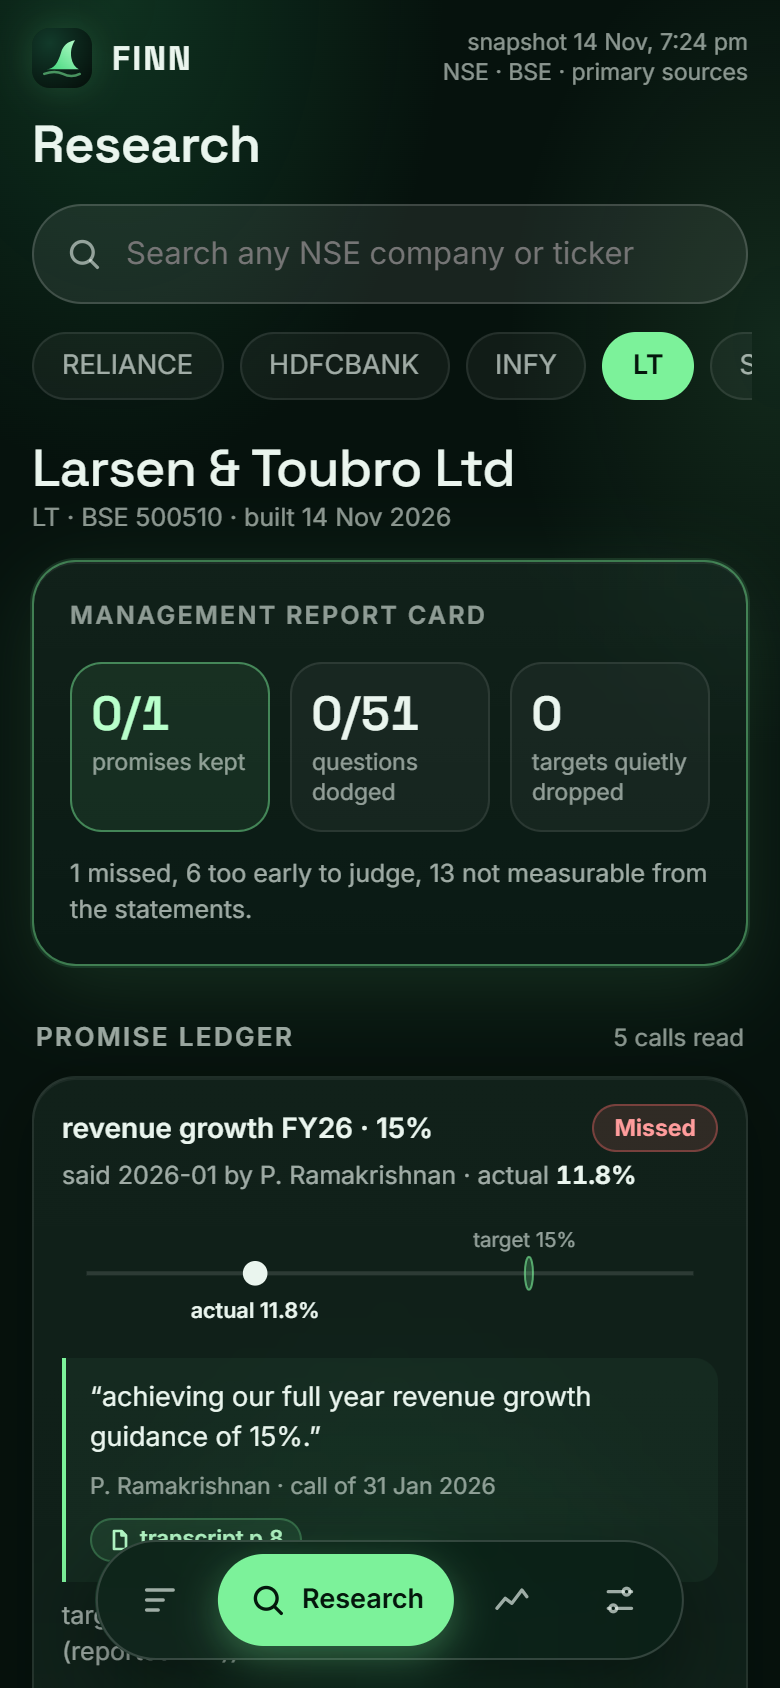 FINN
snapshot 14 Nov, 7:24 pm
NSE · BSE · primary sources
Research
Search any NSE company or ticker
RELIANCE
HDFCBANK
INFY
LT
Larsen & Toubro Ltd
LT · BSE 500510 · built 14 Nov 2026
MANAGEMENT REPORT CARD
0/1
promises kept
0/51
questions
dodged
0
targets quietly
dropped
1 missed, 6 too early to judge, 13 not measurable from
the statements.
PROMISE LEDGER
5 calls read
revenue growth FY26 · 15%
Missed
said 2026-01 by P. Ramakrishnan · actual 11.8%
target 15%
actual 11.8%
“achieving our full year revenue growth
guidance of 15%.”
P. Ramakrishnan · call of 31 Jan 2026
transcript p.8
Research